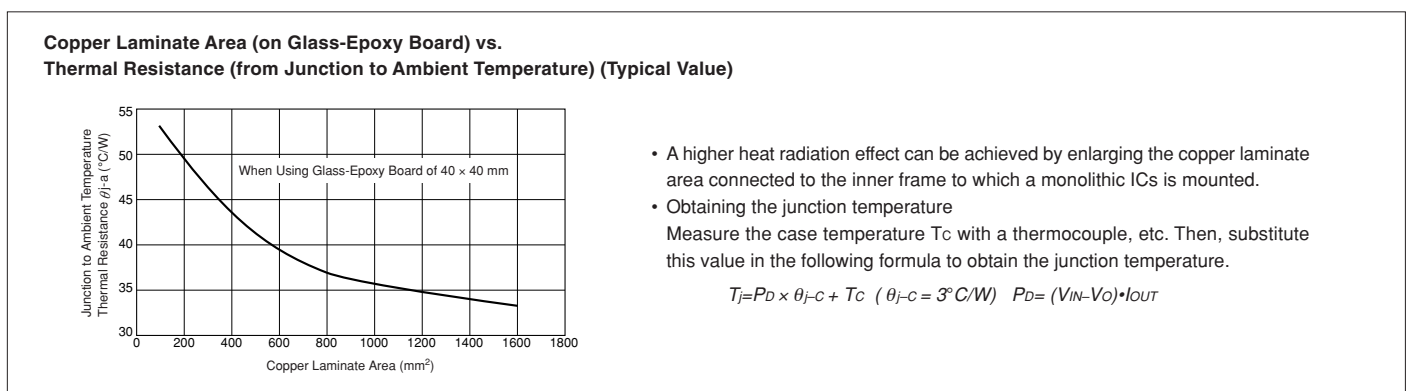 Copper Laminate Area (on Glass-Epoxy Board) vs.
Thermal Resistance (from Junction to Ambient Temperature) (Typical Value)
Junction to Ambient Temperature
Thermal Resistance θj-a (°C/W)
55
50
45
40
35
30
When Using Glass-Epoxy Board of 40 × 40 mm
0 200 400 600 800 1000 1200 1400 1600 1800
Copper Laminate Area (mm²)
• A higher heat radiation effect can be achieved by enlarging the copper laminate
area connected to the inner frame to which a monolithic ICs is mounted.
• Obtaining the junction temperature
Measure the case temperature TC with a thermocouple, etc. Then, substitute
this value in the following formula to obtain the junction temperature.
Tj=PD × θj–C + TC ( θj–C = 3°C/W) PD= (VIN–VO)•IOUT